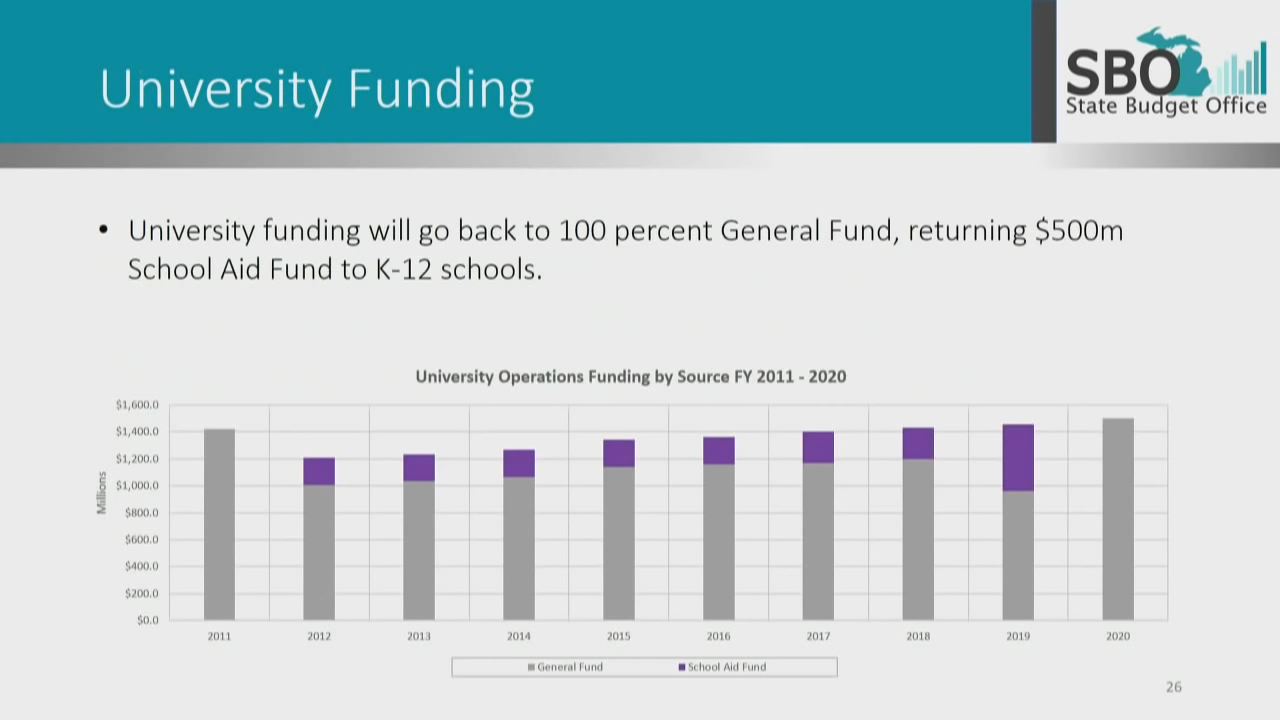 University Funding
SBO
State Budget Office
• University funding will go back to 100 percent General Fund, returning $500m
School Aid Fund to K-12 schools.
University Operations Funding by Source FY 2011 - 2020
Millions
$1,600.0
$1,400.0
$1,200.0
$1,000.0
$800.0
$600.0
$400.0
$200.0
$0.0
2011 2012 2013 2014 2015 2016 2017 2018 2019 2020
General Fund School Aid Fund
26